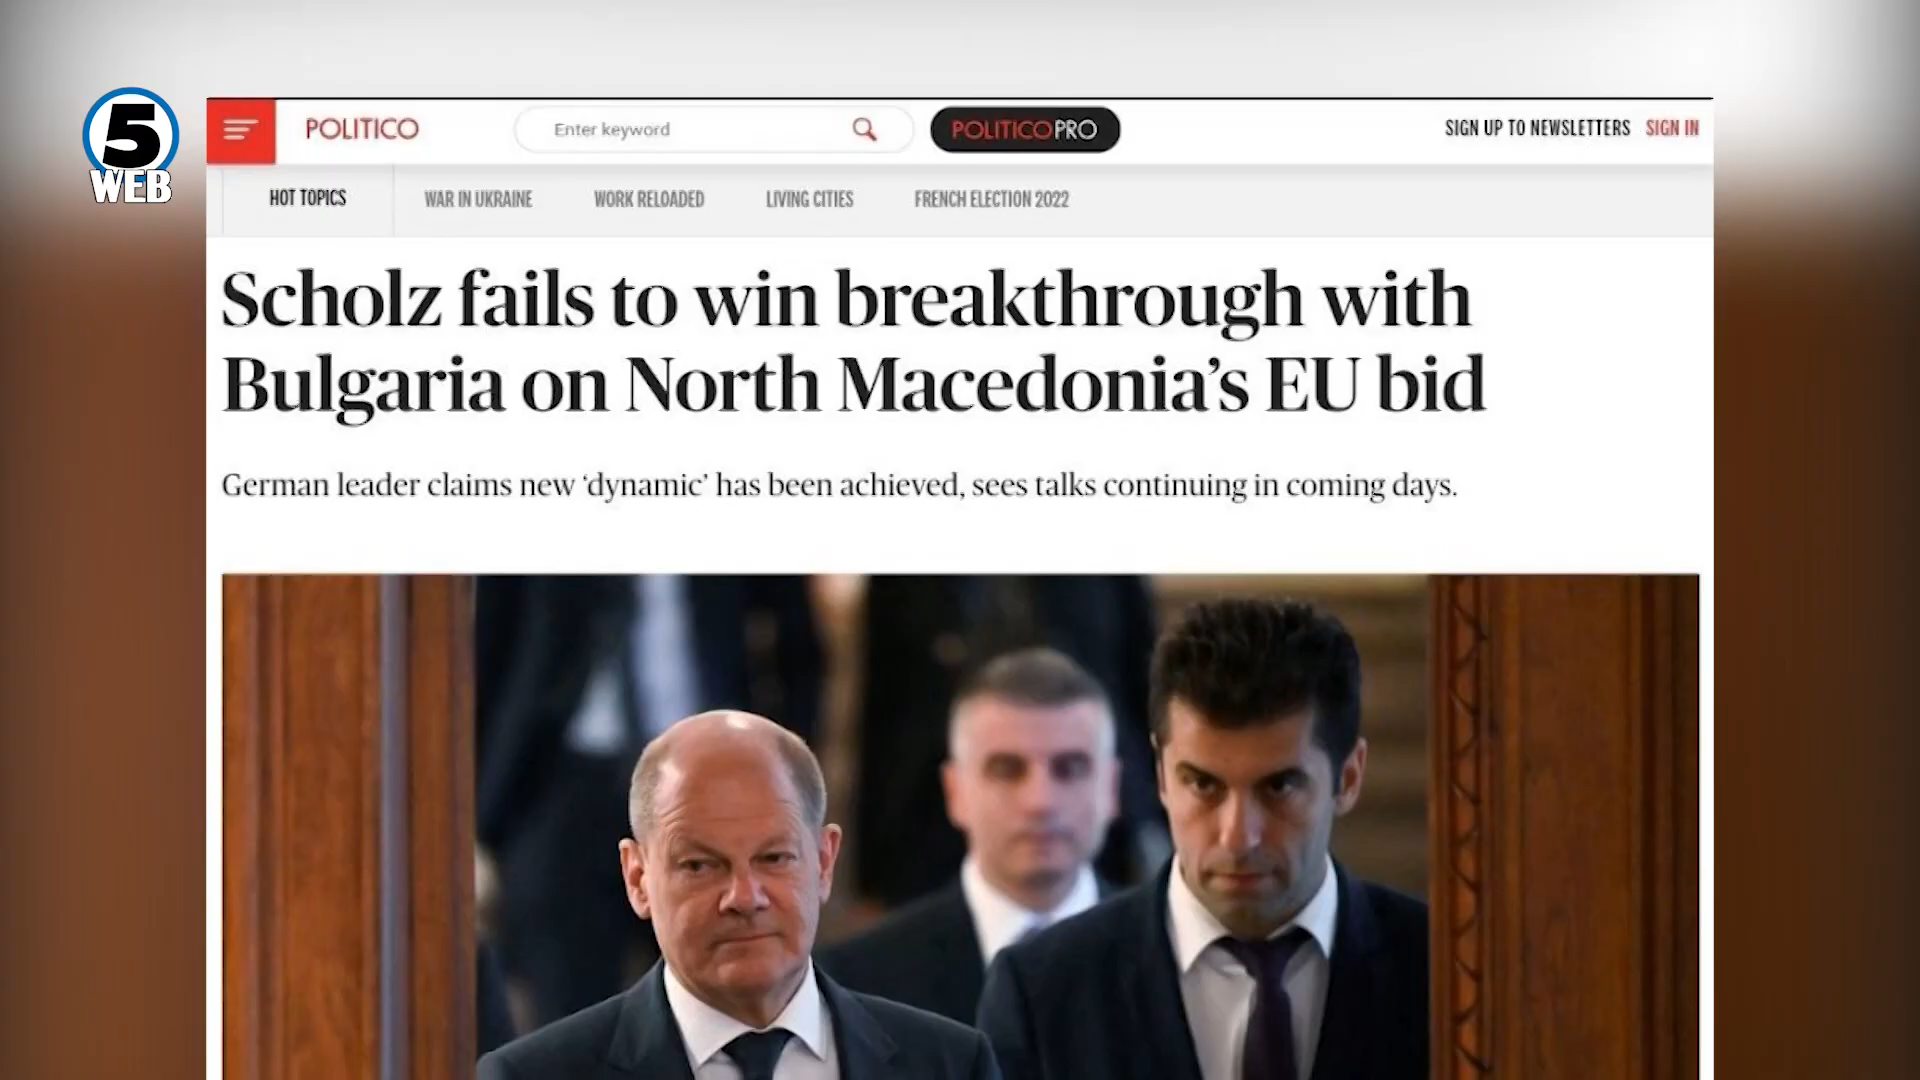 5
WEB
POLITICO
Enter keyword
POLITICOPRO
SIGN UP TO NEWSLETTERS
SIGN IN
HOT TOPICS
WAR IN UKRAINE
WORK RELOADED
LIVING CITIES
FRENCH ELECTION 2022
Scholz fails to win breakthrough with
Bulgaria on North Macedonia’s EU bid
German leader claims new ‘dynamic’ has been achieved, sees talks continuing in coming days.